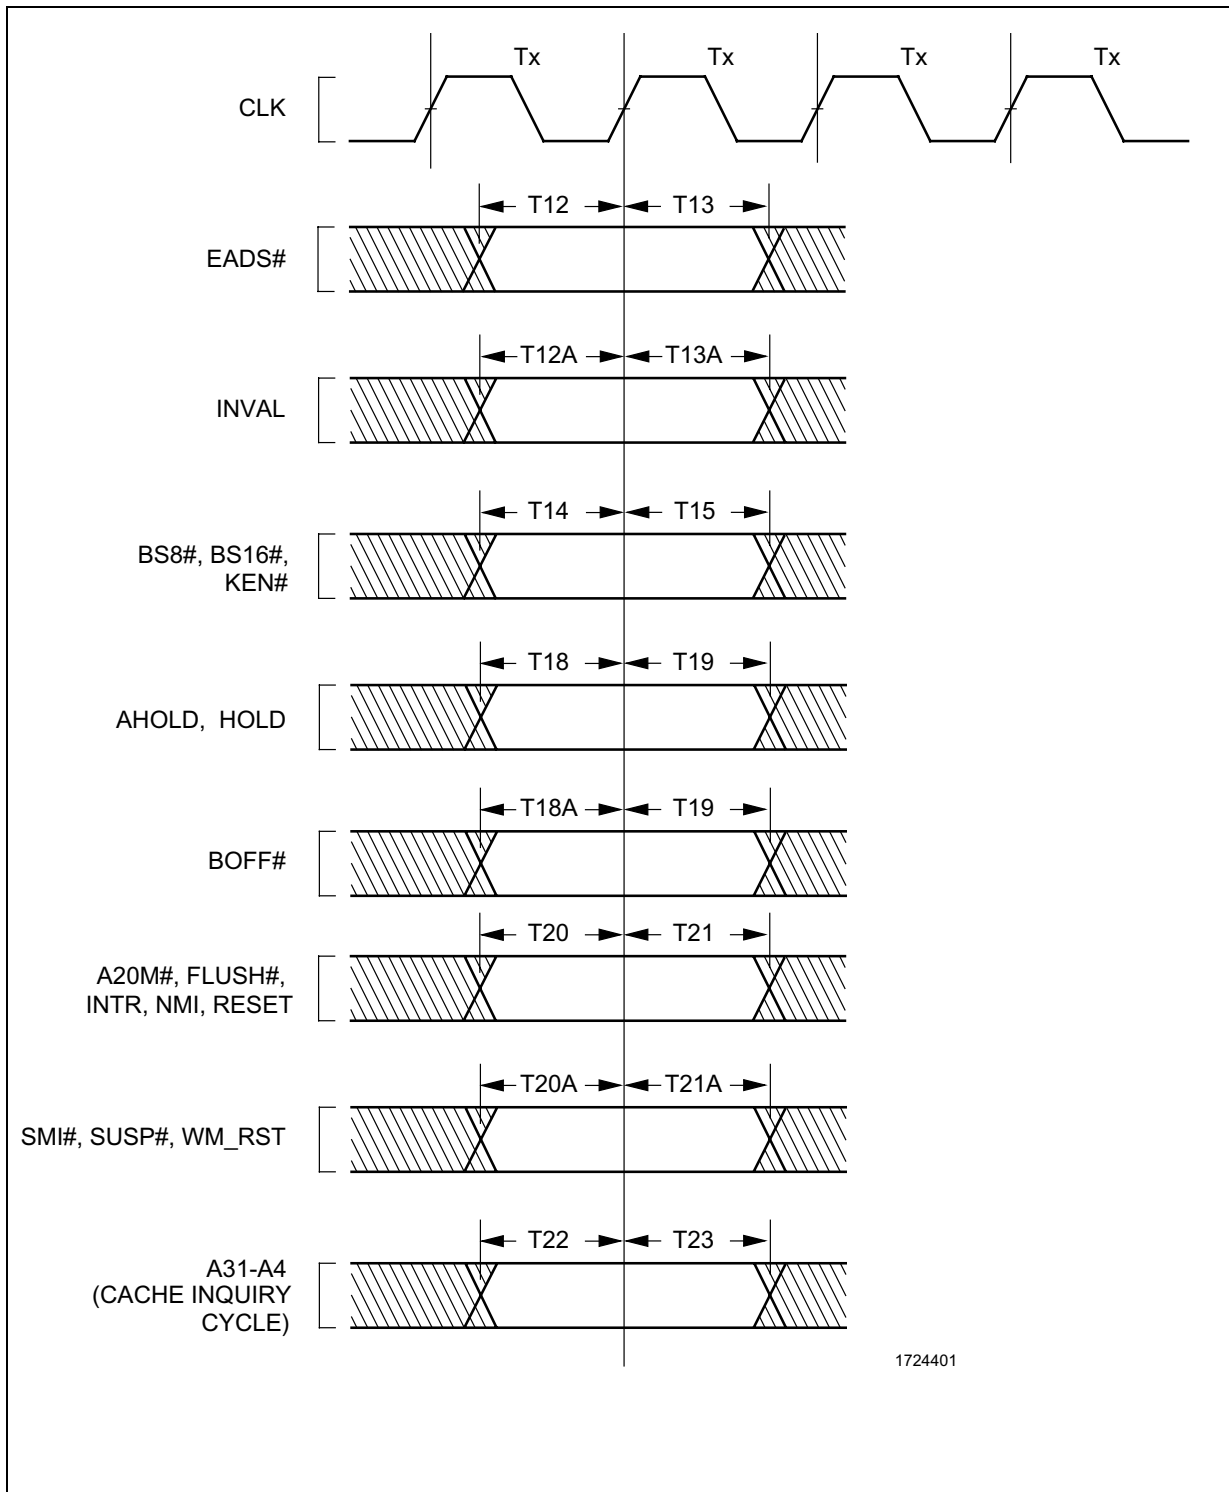 Tx Tx Tx Tx
CLK
T12 T13
EADS#
T12A T13A
INVAL
T14 T15
BS8#, BS16#,
KEN#
T18 T19
AHOLD, HOLD
T18A T19
BOFF#
T20 T21
A20M#, FLUSH#,
INTR, NMI, RESET
T20A T21A
SMI#, SUSP#, WM_RST
T22 T23
A31-A4
(CACHE INQUIRY
CYCLE)
1724401